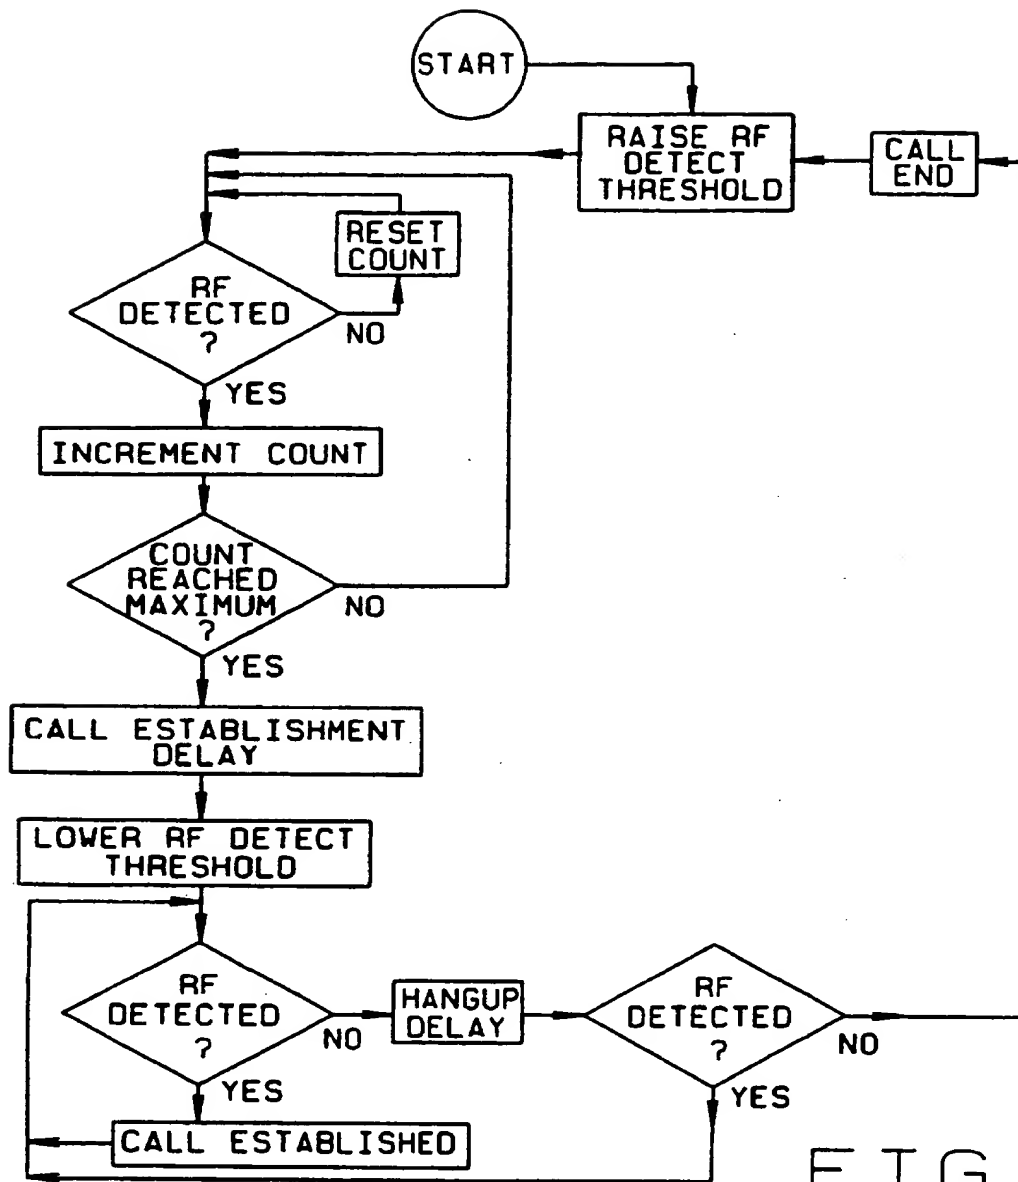 START
RAISE RF
DETECT
THRESHOLD
CALL
END
RESET
COUNT
RF
DETECTED
?
NO
YES
INCREMENT COUNT
COUNT
REACHED
MAXIMUM
?
NO
YES
CALL ESTABLISHMENT
DELAY
LOWER RF DETECT
THRESHOLD
RF
DETECTED
?
NO
YES
HANGUP
DELAY
RF
DETECTED
?
NO
YES
CALL ESTABLISHED
FIG